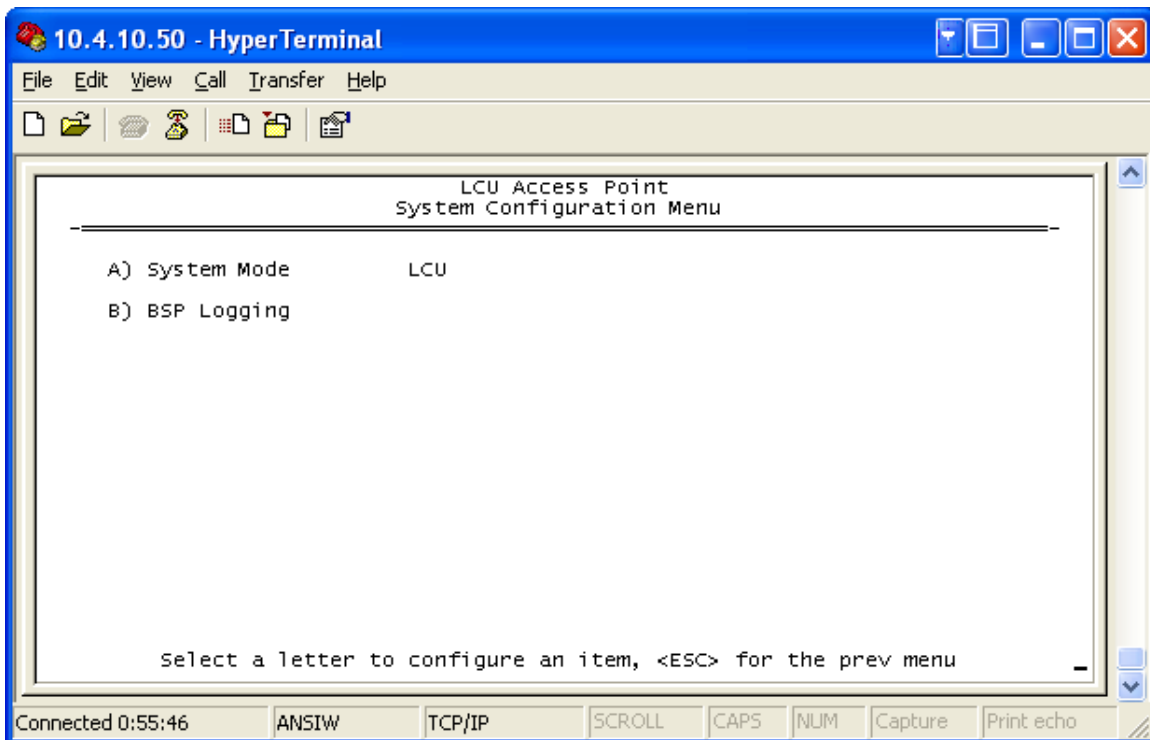 10.4.10.50 - HyperTerminal
File Edit View Call Transfer Help
LCU Access Point
System Configuration Menu
A) System Mode LCU
B) BSP Logging
Select a letter to configure an item, <ESC> for the prev menu
Connected 0:55:46 ANSIW TCP/IP SCROLL CAPS NUM Capture Print echo